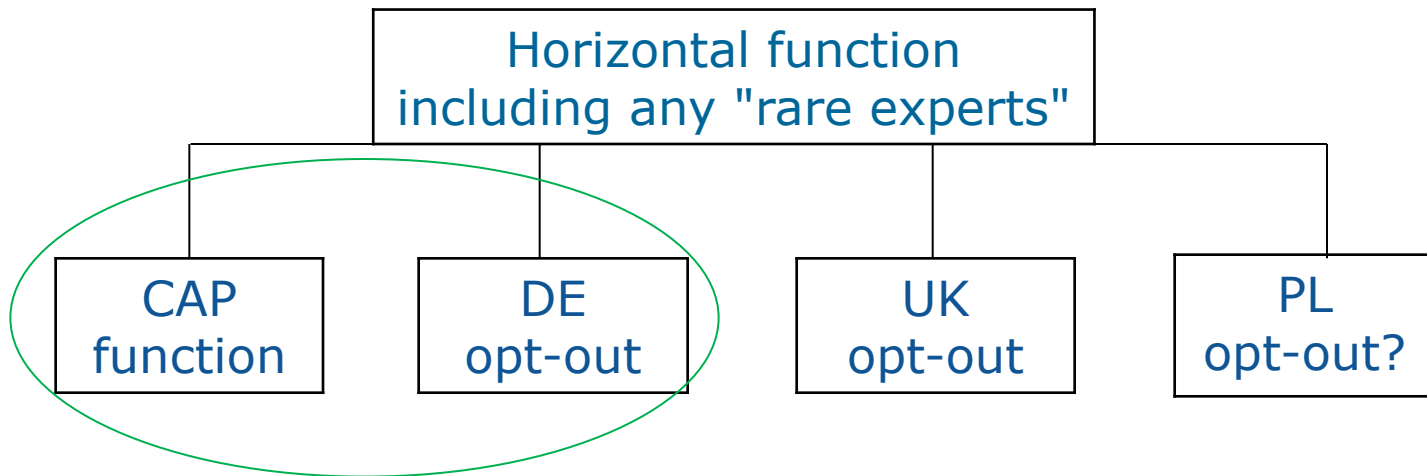 Horizontal function
including any "rare experts"
CAP
function
DE
opt-out
UK
opt-out
PL
opt-out?